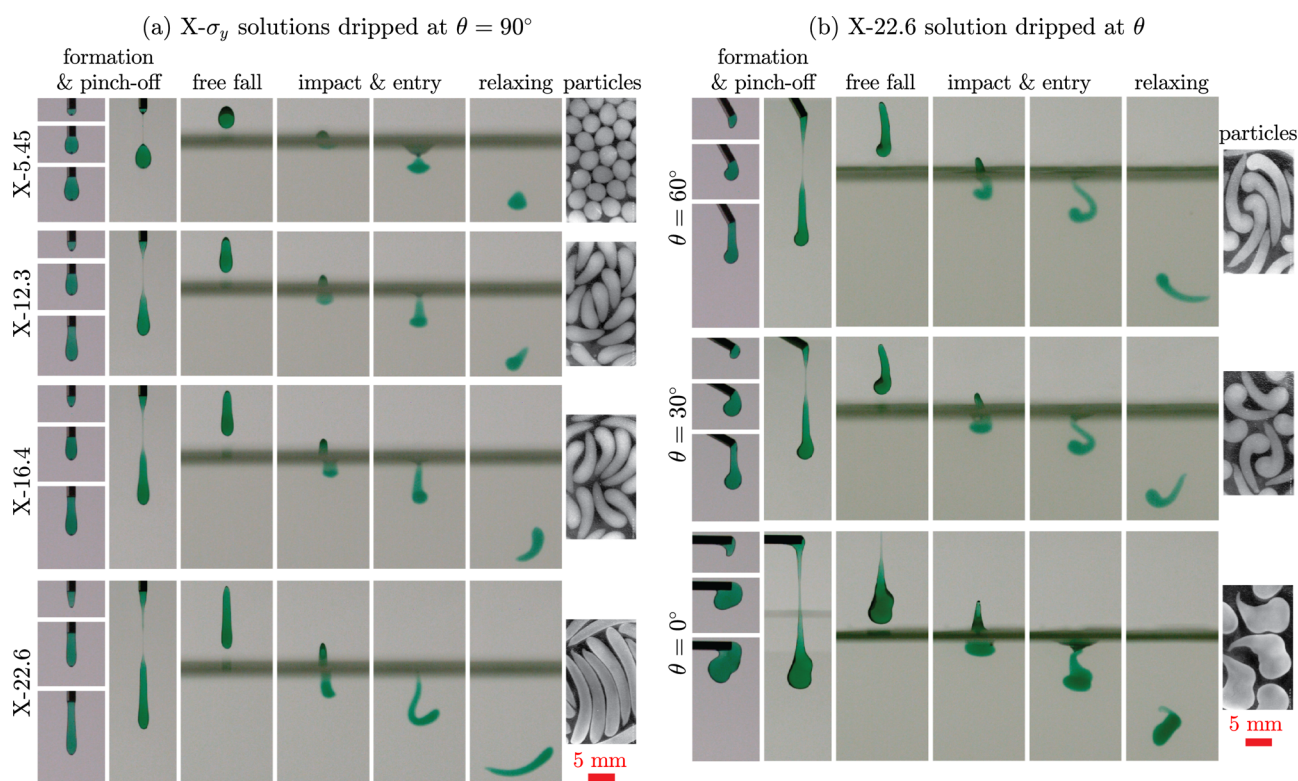 (a) X-σy solutions dripped at θ = 90°
formation
& pinch-off
free fall
impact & entry
relaxing
particles
X-5.45
X-12.3
X-16.4
X-22.6
5 mm
(b) X-22.6 solution dripped at θ
formation
& pinch-off
free fall
impact & entry
relaxing
particles
θ = 60°
θ = 30°
θ = 0°
5 mm